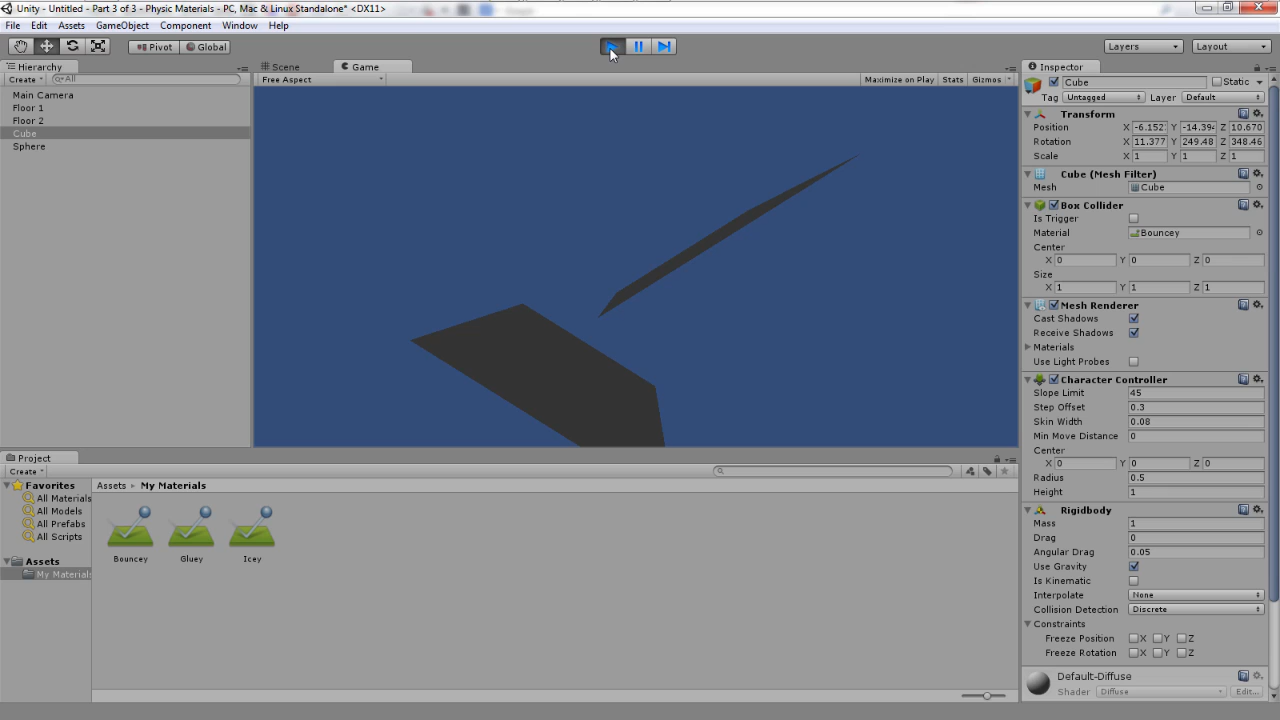 Unity - Untitled - Part 3 of 3 - Physic Materials - PC, Mac & Linux Standalone* <DX11>
File Edit Assets GameObject Component Window Help
Pivot Global Layers Layout
Hierarchy
Create All
Main Camera
Floor 1
Floor 2
Cube
Sphere
Scene Game
Free Aspect Maximize on Play Stats Gizmos
Inspector
Cube Static
Tag Untagged Layer Default
Transform
Position X -6.152 Y -14.394 Z 10.670
Rotation X 11.377 Y 249.48 Z 348.46
Scale X 1 Y 1 Z 1
Cube (Mesh Filter)
Mesh Cube
Box Collider
Is Trigger
Material Bouncey
Center
X 0 Y 0 Z 0
Size
X 1 Y 1 Z 1
Mesh Renderer
Cast Shadows
Receive Shadows
Materials
Use Light Probes
Character Controller
Slope Limit 45
Step Offset 0.3
Skin Width 0.08
Min Move Distance 0
Center
X 0 Y 0 Z 0
Radius 0.5
Height 1
Rigidbody
Mass 1
Drag 0
Angular Drag 0.05
Use Gravity
Is Kinematic
Interpolate None
Collision Detection Discrete
Constraints
Freeze Position X Y Z
Freeze Rotation X Y Z
Default-Diffuse
Shader Diffuse Edit...
Project
Create
Favorites
All Materials
All Models
All Prefabs
All Scripts
Assets
My Material
Assets My Materials
Bouncey Gluey Icey